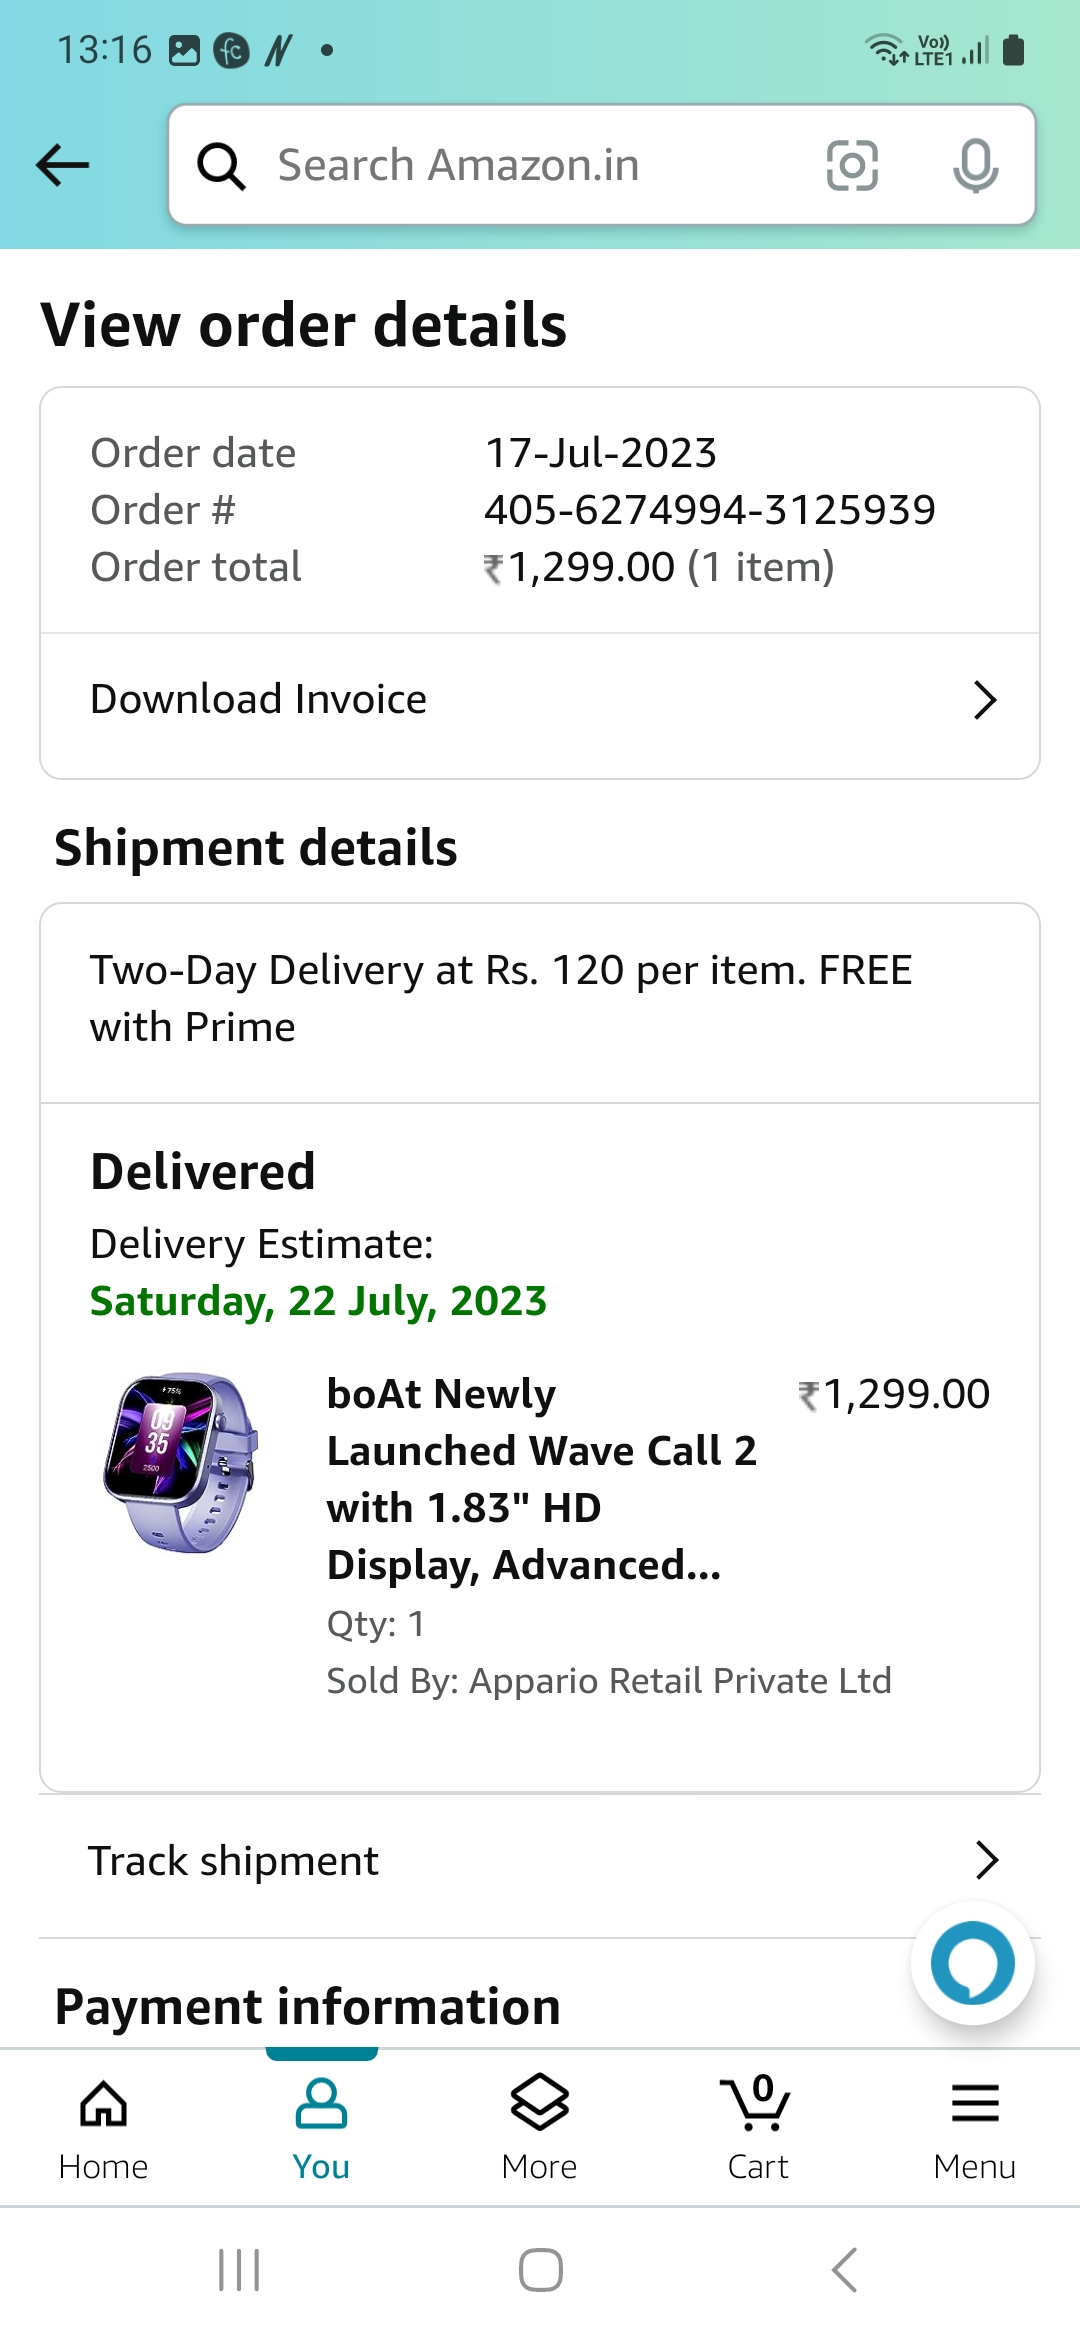 13:16
Vo))
LTE1
Search Amazon.in
View order details
Order date 17-Jul-2023
Order # 405-6274994-3125939
Order total ₹1,299.00 (1 item)
Download Invoice
Shipment details
Two-Day Delivery at Rs. 120 per item. FREE
with Prime
Delivered
Delivery Estimate:
Saturday, 22 July, 2023
75%
09
35
2500
boAt Newly ₹1,299.00
Launched Wave Call 2
with 1.83" HD
Display, Advanced...
Qty: 1
Sold By: Appario Retail Private Ltd
Track shipment
Payment information
0
Home You More Cart Menu